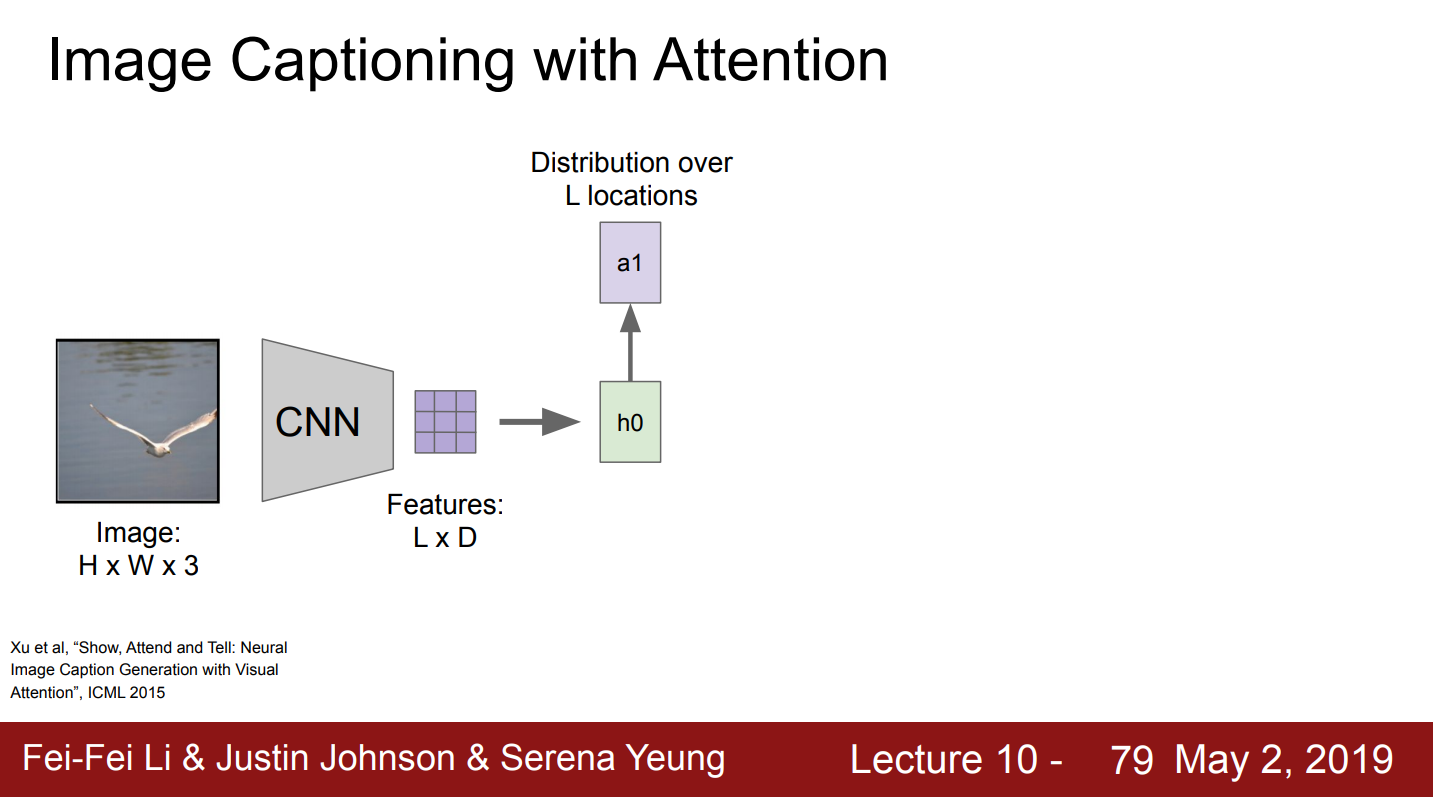 Image Captioning with Attention
Distribution over
L locations
a1
CNN
h0
Features:
L x D
Image:
H x W x 3
Xu et al, “Show, Attend and Tell: Neural
Image Caption Generation with Visual
Attention”, ICML 2015
Fei-Fei Li & Justin Johnson & Serena Yeung
Lecture 10 - 79 May 2, 2019